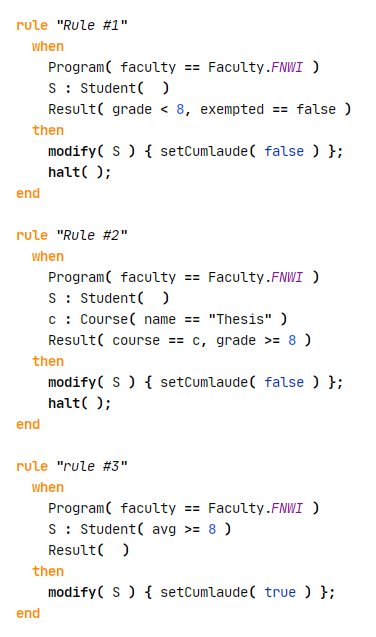 rule "Rule #1"
when
Program( faculty == Faculty.FNWI )
S : Student(  )
Result( grade < 8, exempted == false )
then
modify( S ) { setCumlaude( false ) };
halt( );
end
rule "Rule #2"
when
Program( faculty == Faculty.FNWI )
S : Student(  )
c : Course( name == "Thesis" )
Result( course == c, grade >= 8 )
then
modify( S ) { setCumlaude( false ) };
halt( );
end
rule "rule #3"
when
Program( faculty == Faculty.FNWI )
S : Student( avg >= 8 )
Result(  )
then
modify( S ) { setCumlaude( true ) };
end